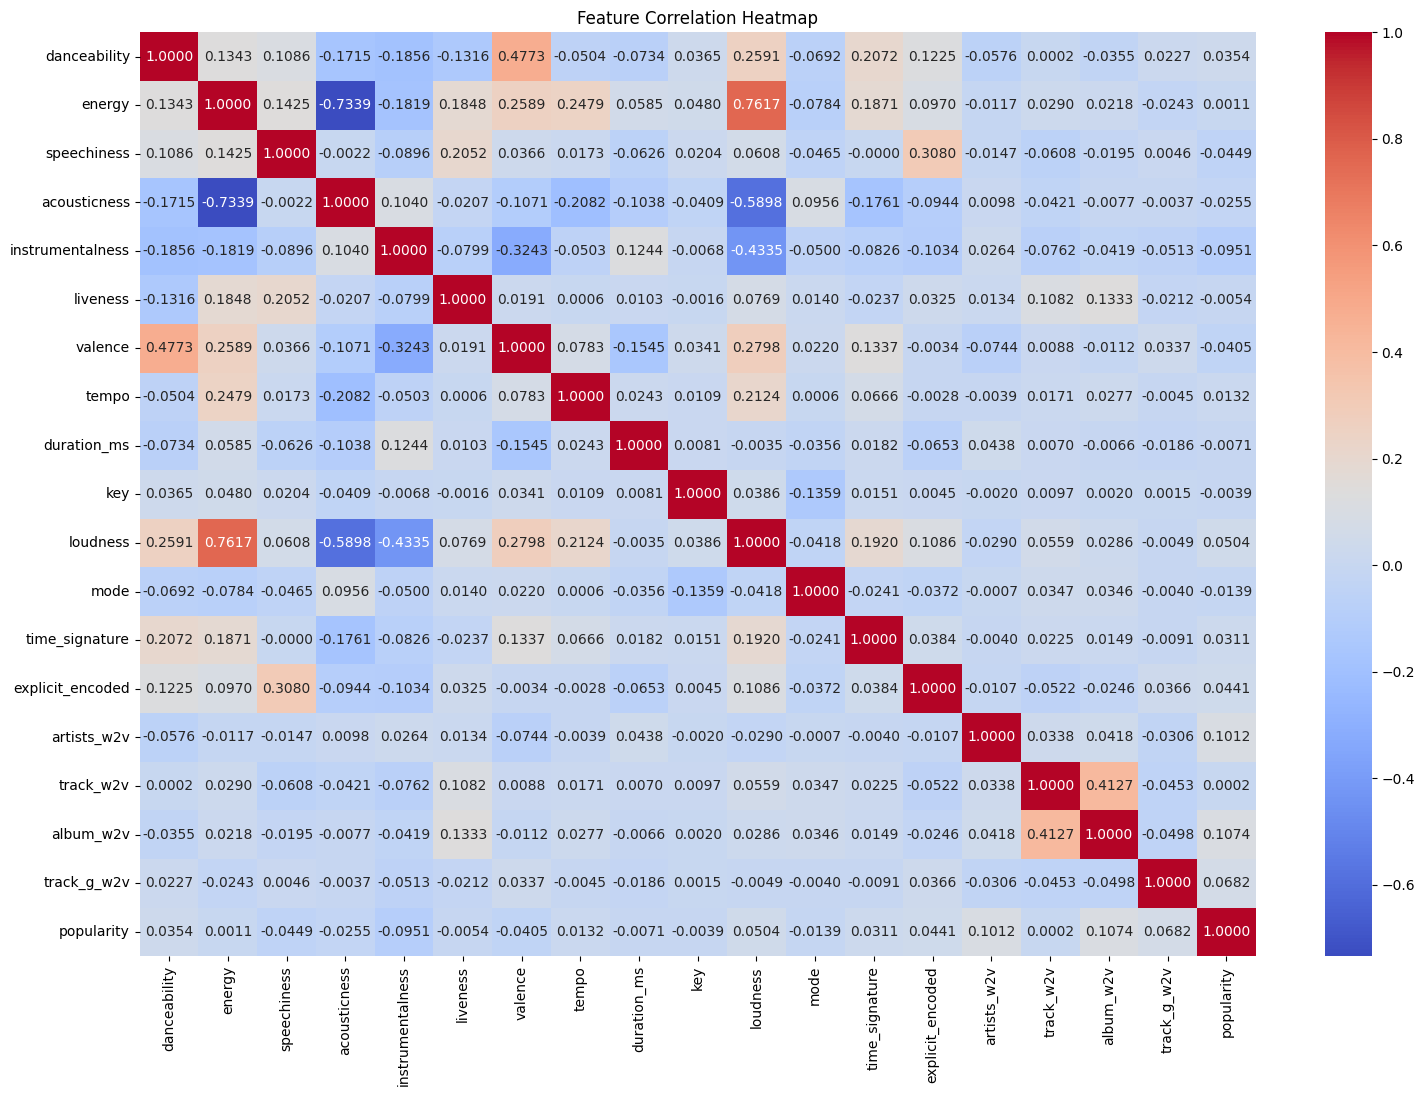 Feature Correlation Heatmap
danceability 1.0000 0.1343 0.1086 -0.1715 -0.1856 -0.1316 0.4773 -0.0504 -0.0734 0.0365 0.2591 -0.0692 0.2072 0.1225 -0.0576 0.0002 -0.0355 0.0227 0.0354
energy 0.1343 1.0000 0.1425 -0.7339 -0.1819 0.1848 0.2589 0.2479 0.0585 0.0480 0.7617 -0.0784 0.1871 0.0970 -0.0117 0.0290 0.0218 -0.0243 0.0011
speechiness 0.1086 0.1425 1.0000 -0.0022 -0.0896 0.2052 0.0366 0.0173 -0.0626 0.0204 0.0608 -0.0465 -0.0000 0.3080 -0.0147 -0.0608 -0.0195 0.0046 -0.0449
acousticness -0.1715 -0.7339 -0.0022 1.0000 0.1040 -0.0207 -0.1071 -0.2082 -0.1038 -0.0409 -0.5898 0.0956 -0.1761 -0.0944 0.0098 -0.0421 -0.0077 -0.0037 -0.0255
instrumentalness -0.1856 -0.1819 -0.0896 0.1040 1.0000 -0.0799 -0.3243 -0.0503 0.1244 -0.0068 -0.4335 -0.0500 -0.0826 -0.1034 0.0264 -0.0762 -0.0419 -0.0513 -0.0951
liveness -0.1316 0.1848 0.2052 -0.0207 -0.0799 1.0000 0.0191 0.0006 0.0103 -0.0016 0.0769 0.0140 -0.0237 0.0325 0.0134 0.1082 0.1333 -0.0212 -0.0054
valence 0.4773 0.2589 0.0366 -0.1071 -0.3243 0.0191 1.0000 0.0783 -0.1545 0.0341 0.2798 0.0220 0.1337 -0.0034 -0.0744 0.0088 -0.0112 0.0337 -0.0405
tempo -0.0504 0.2479 0.0173 -0.2082 -0.0503 0.0006 0.0783 1.0000 0.0243 0.0109 0.2124 0.0006 0.0666 -0.0028 -0.0039 0.0171 0.0277 -0.0045 0.0132
duration_ms -0.0734 0.0585 -0.0626 -0.1038 0.1244 0.0103 -0.1545 0.0243 1.0000 0.0081 -0.0035 -0.0356 0.0182 -0.0653 0.0438 0.0070 -0.0066 -0.0186 -0.0071
key 0.0365 0.0480 0.0204 -0.0409 -0.0068 -0.0016 0.0341 0.0109 0.0081 1.0000 0.0386 -0.1359 0.0151 0.0045 -0.0020 0.0097 0.0020 0.0015 -0.0039
loudness 0.2591 0.7617 0.0608 -0.5898 -0.4335 0.0769 0.2798 0.2124 -0.0035 0.0386 1.0000 -0.0418 0.1920 0.1086 -0.0290 0.0559 0.0286 -0.0049 0.0504
mode -0.0692 -0.0784 -0.0465 0.0956 -0.0500 0.0140 0.0220 0.0006 -0.0356 -0.1359 -0.0418 1.0000 -0.0241 -0.0372 -0.0007 0.0347 0.0346 -0.0040 -0.0139
time_signature 0.2072 0.1871 -0.0000 -0.1761 -0.0826 -0.0237 0.1337 0.0666 0.0182 0.0151 0.1920 -0.0241 1.0000 0.0384 -0.0040 0.0225 0.0149 -0.0091 0.0311
explicit_encoded 0.1225 0.0970 0.3080 -0.0944 -0.1034 0.0325 -0.0034 -0.0028 -0.0653 0.0045 0.1086 -0.0372 0.0384 1.0000 -0.0107 -0.0522 -0.0246 0.0366 0.0441
artists_w2v -0.0576 -0.0117 -0.0147 0.0098 0.0264 0.0134 -0.0744 -0.0039 0.0438 -0.0020 -0.0290 -0.0007 -0.0040 -0.0107 1.0000 0.0338 0.0418 -0.0306 0.1012
track_w2v 0.0002 0.0290 -0.0608 -0.0421 -0.0762 0.1082 0.0088 0.0171 0.0070 0.0097 0.0559 0.0347 0.0225 -0.0522 0.0338 1.0000 0.4127 -0.0453 0.0002
album_w2v -0.0355 0.0218 -0.0195 -0.0077 -0.0419 0.1333 -0.0112 0.0277 -0.0066 0.0020 0.0286 0.0346 0.0149 -0.0246 0.0418 0.4127 1.0000 -0.0498 0.1074
track_g_w2v 0.0227 -0.0243 0.0046 -0.0037 -0.0513 -0.0212 0.0337 -0.0045 -0.0186 0.0015 -0.0049 -0.0040 -0.0091 0.0366 -0.0306 -0.0453 -0.0498 1.0000 0.0682
popularity 0.0354 0.0011 -0.0449 -0.0255 -0.0951 -0.0054 -0.0405 0.0132 -0.0071 -0.0039 0.0504 -0.0139 0.0311 0.0441 0.1012 0.0002 0.1074 0.0682 1.0000
danceability
energy
speechiness
acousticness
instrumentalness
liveness
valence
tempo
duration_ms
key
loudness
mode
time_signature
explicit_encoded
artists_w2v
track_w2v
album_w2v
track_g_w2v
popularity
1.0
0.8
0.6
0.4
0.2
0.0
−0.2
−0.4
−0.6